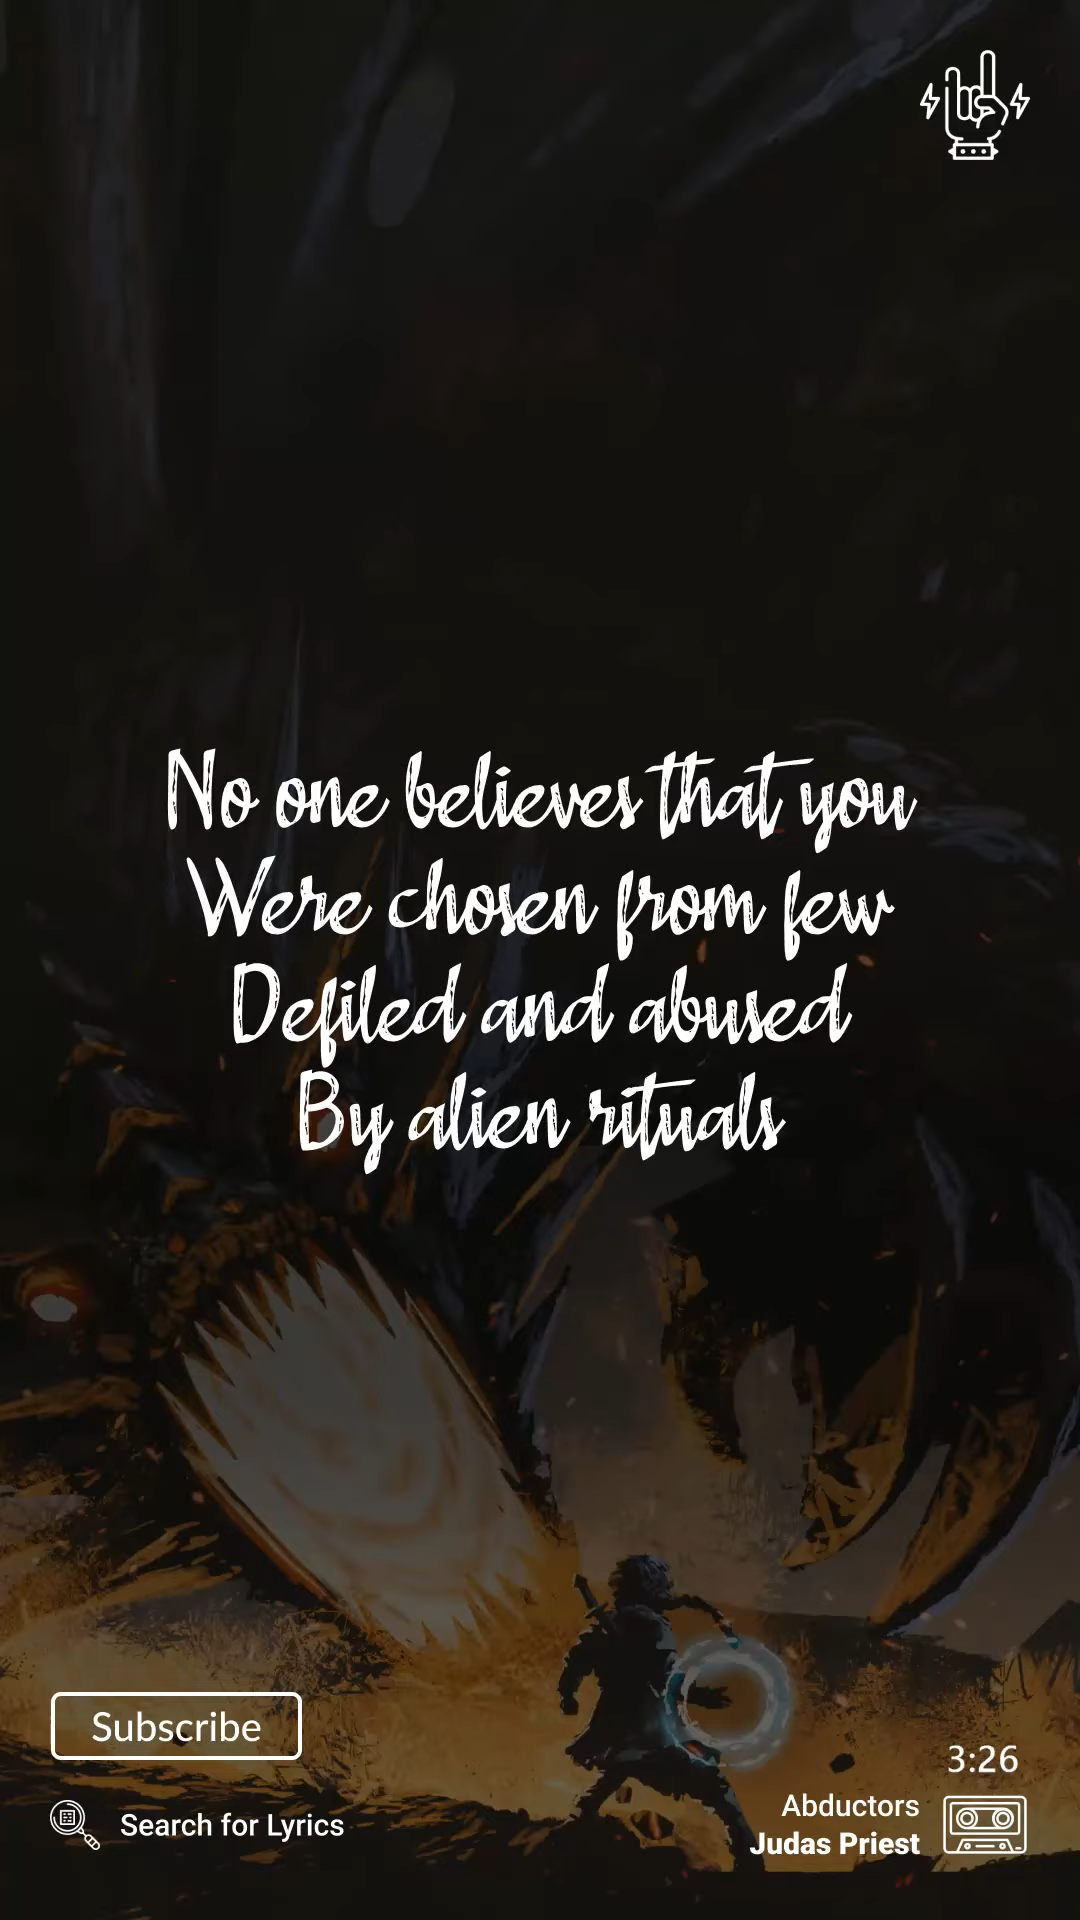 No one believes that you
Were chosen from few
Defiled and abused
By alien rituals
Subscribe
3:26
Search for Lyrics
Abductors
Judas Priest